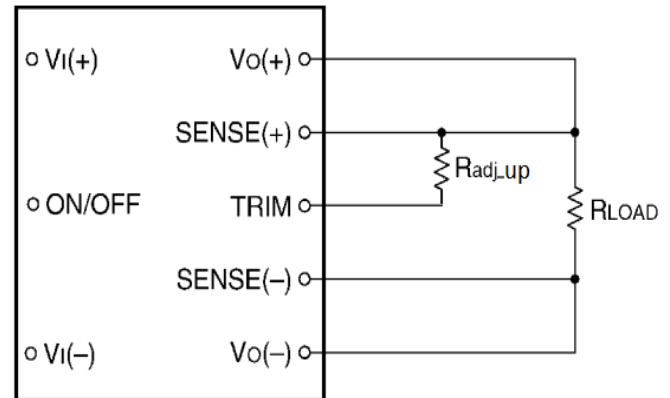 VI(+) VO(+)
SENSE(+)
Radj_up
ON/OFF TRIM RLOAD
SENSE(–)
VI(–) VO(–)